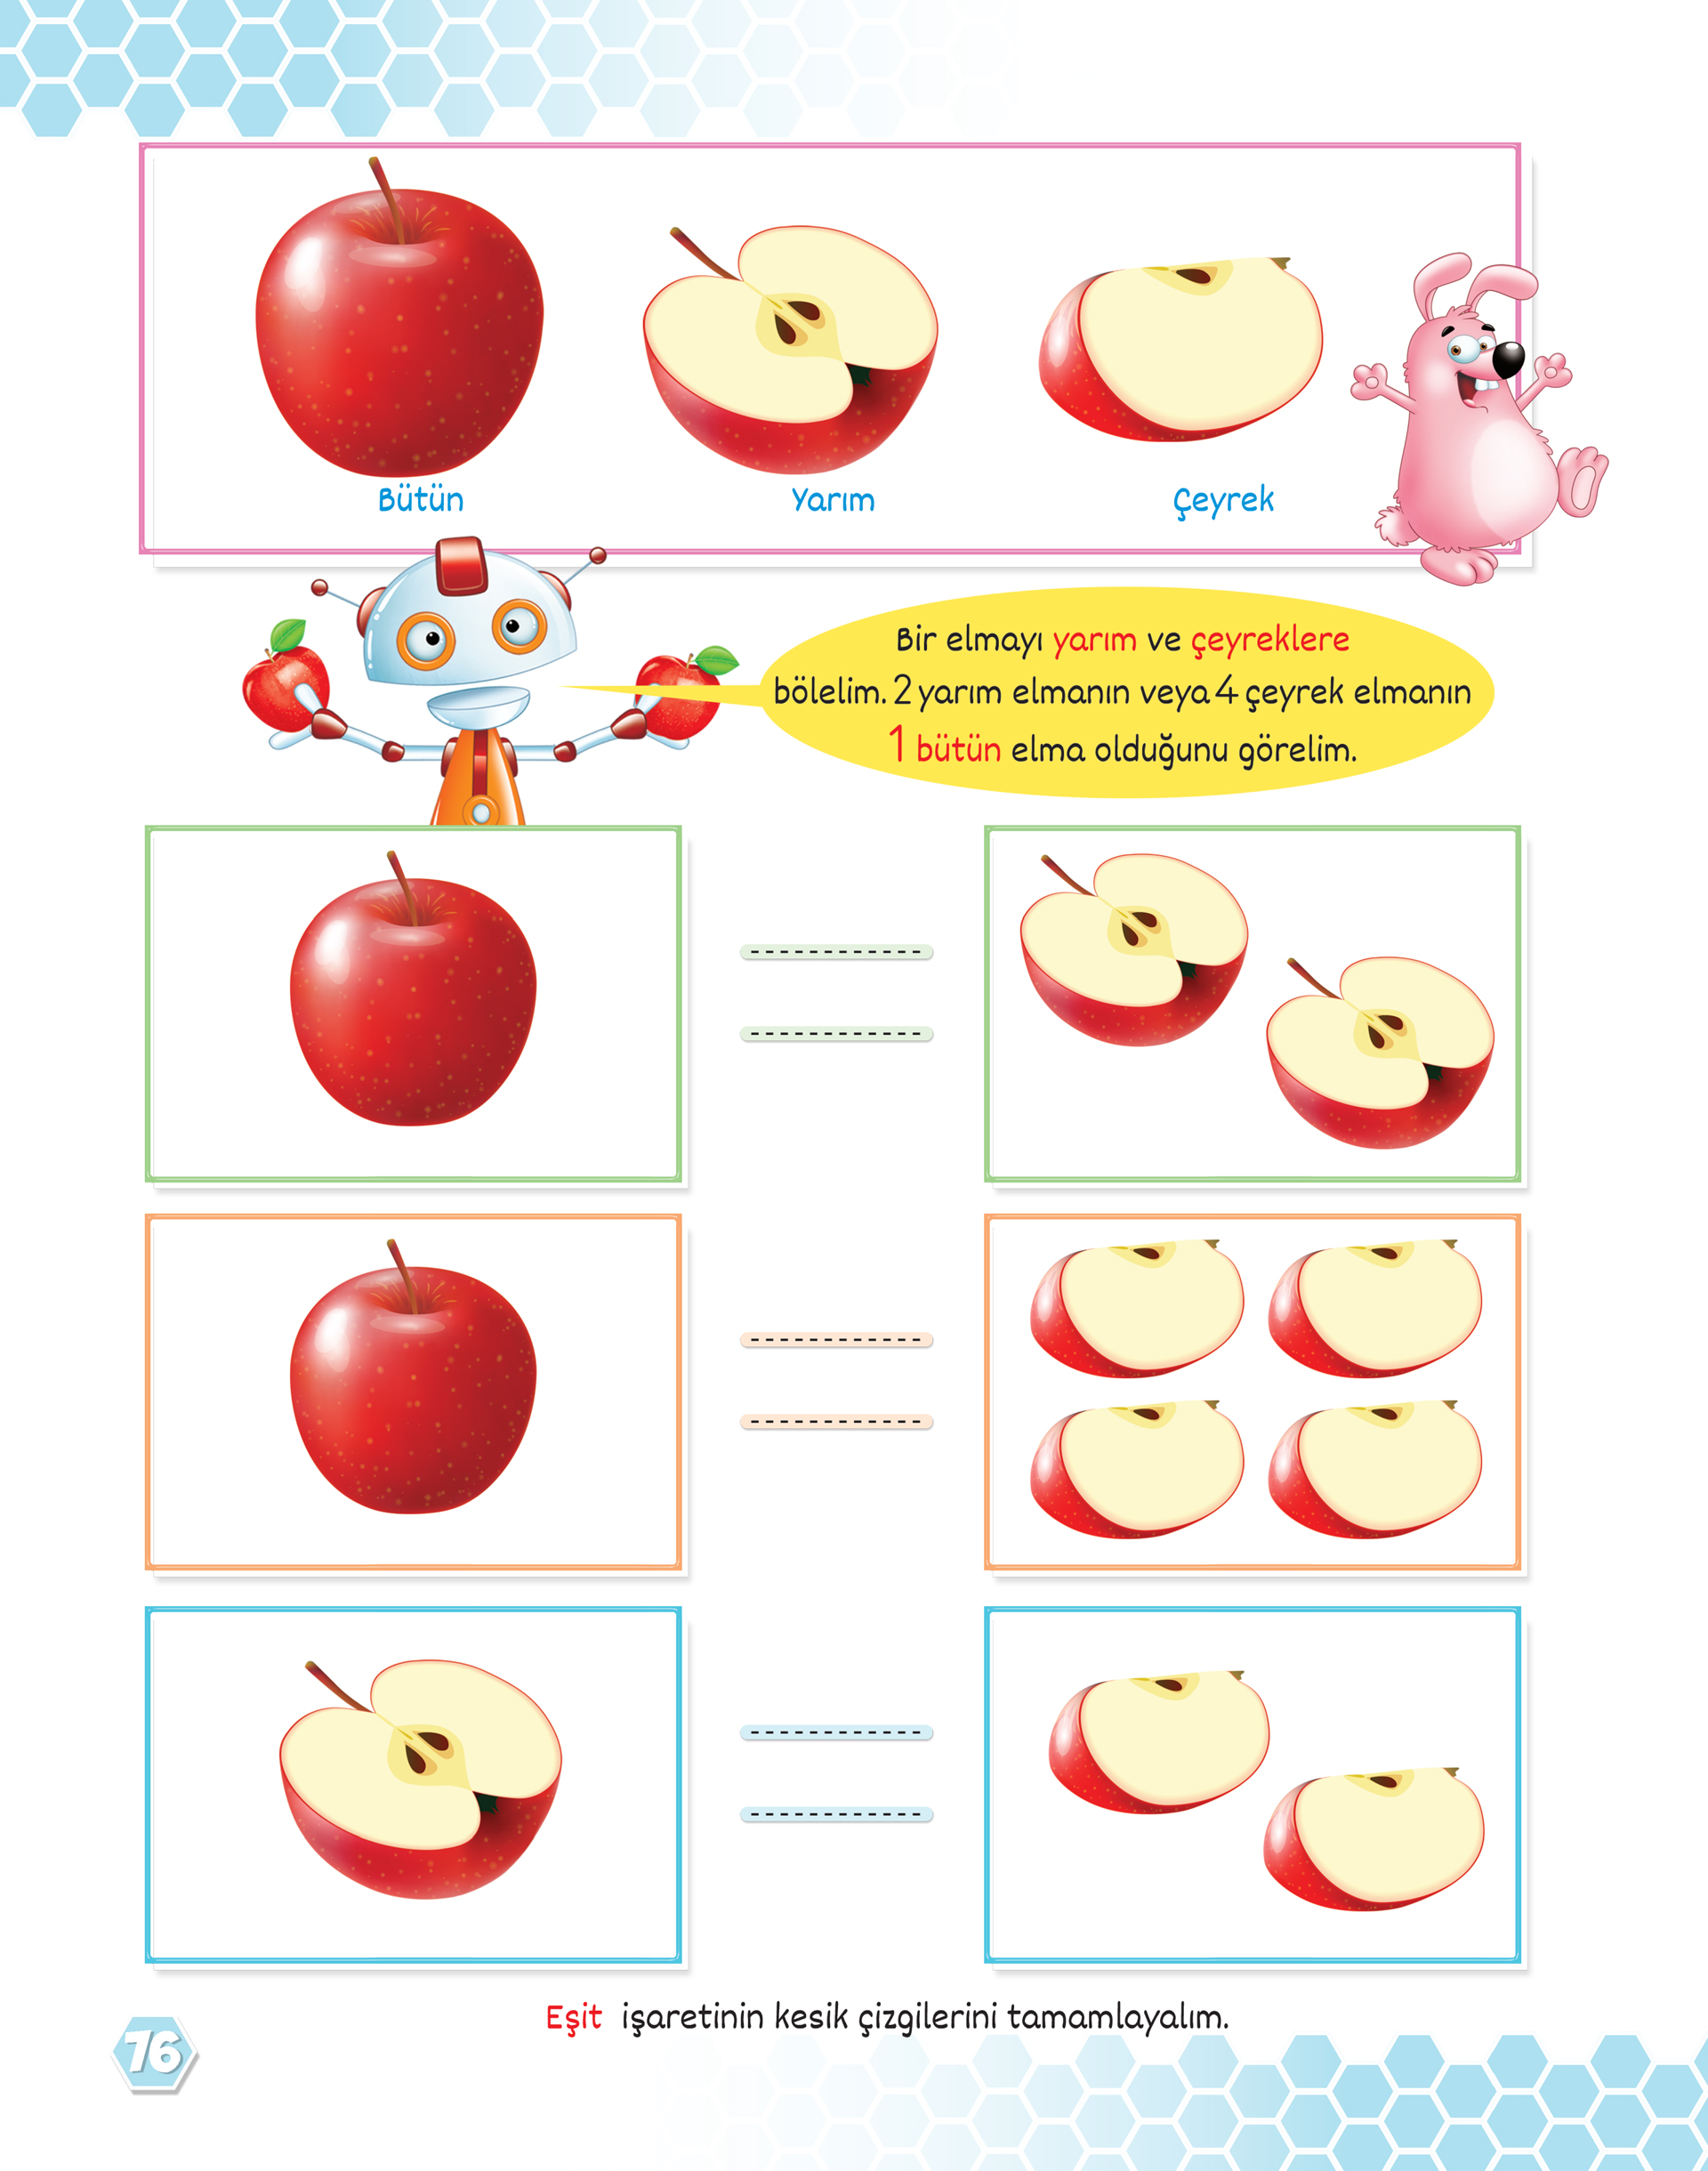 Bütün
Yarım
Çeyrek
Bir elmayı yarım ve çeyreklere
bölelim. 2 yarım elmanın veya 4 çeyrek elmanın
1 bütün elma olduğunu görelim.
Eşit işaretinin kesik çizgilerini tamamlayalım.
76